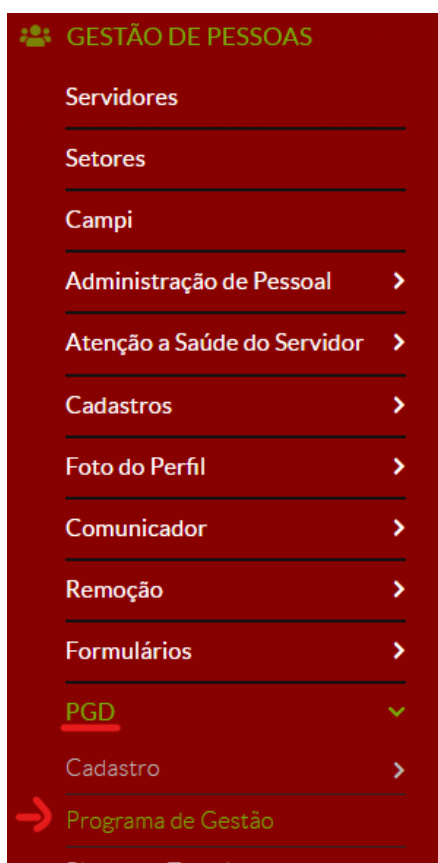 GESTÃO DE PESSOAS
Servidores
Setores
Campi
Administração de Pessoal
Atenção a Saúde do Servidor
Cadastros
Foto do Perfil
Comunicador
Remoção
Formulários
PGD
Cadastro
Programa de Gestão